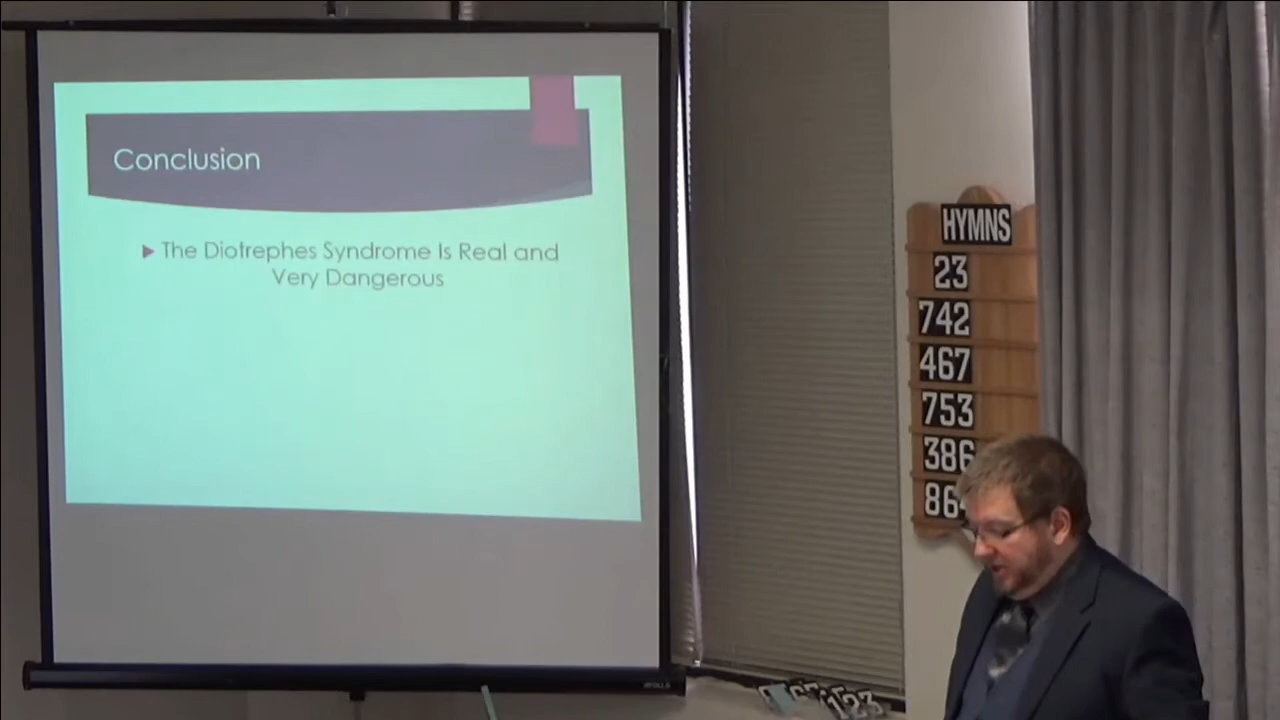 Conclusion
The Diotrephes Syndrome Is Real and
Very Dangerous
HYMNS
23
742
467
753
386